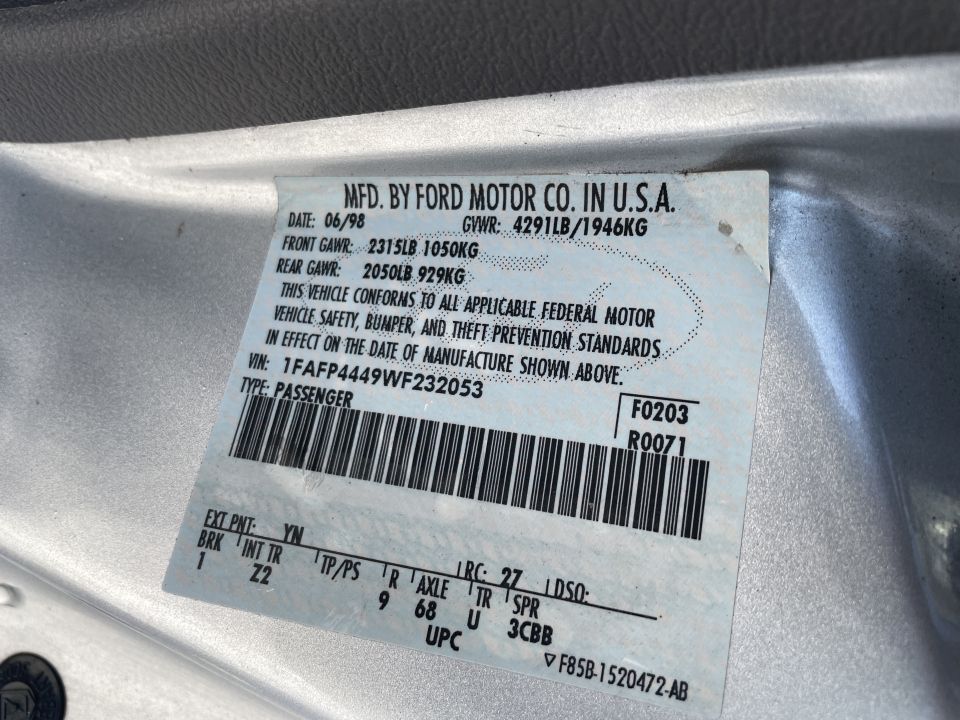 MFD. BY FORD MOTOR CO. IN U.S.A.
DATE: 06/98 GVWR: 4291LB/1946KG
FRONT GAWR: 2315LB 1050KG
REAR GAWR: 2050LB 929KG
THIS VEHICLE CONFORMS TO ALL APPLICABLE FEDERAL MOTOR
VEHICLE SAFETY, BUMPER, AND THEFT PREVENTION STANDARDS
IN EFFECT ON THE DATE OF MANUFACTURE SHOWN ABOVE.
VIN: 1FAFP4449WF232053
TYPE: PASSENGER
F0203
R0071
EXT PNT: YN RC: 27 DSO:
BRK INT TR TP/PS R AXLE TR SPR
1 Z2 9 68 U 3CBB
UPC
F85B-1520472-AB